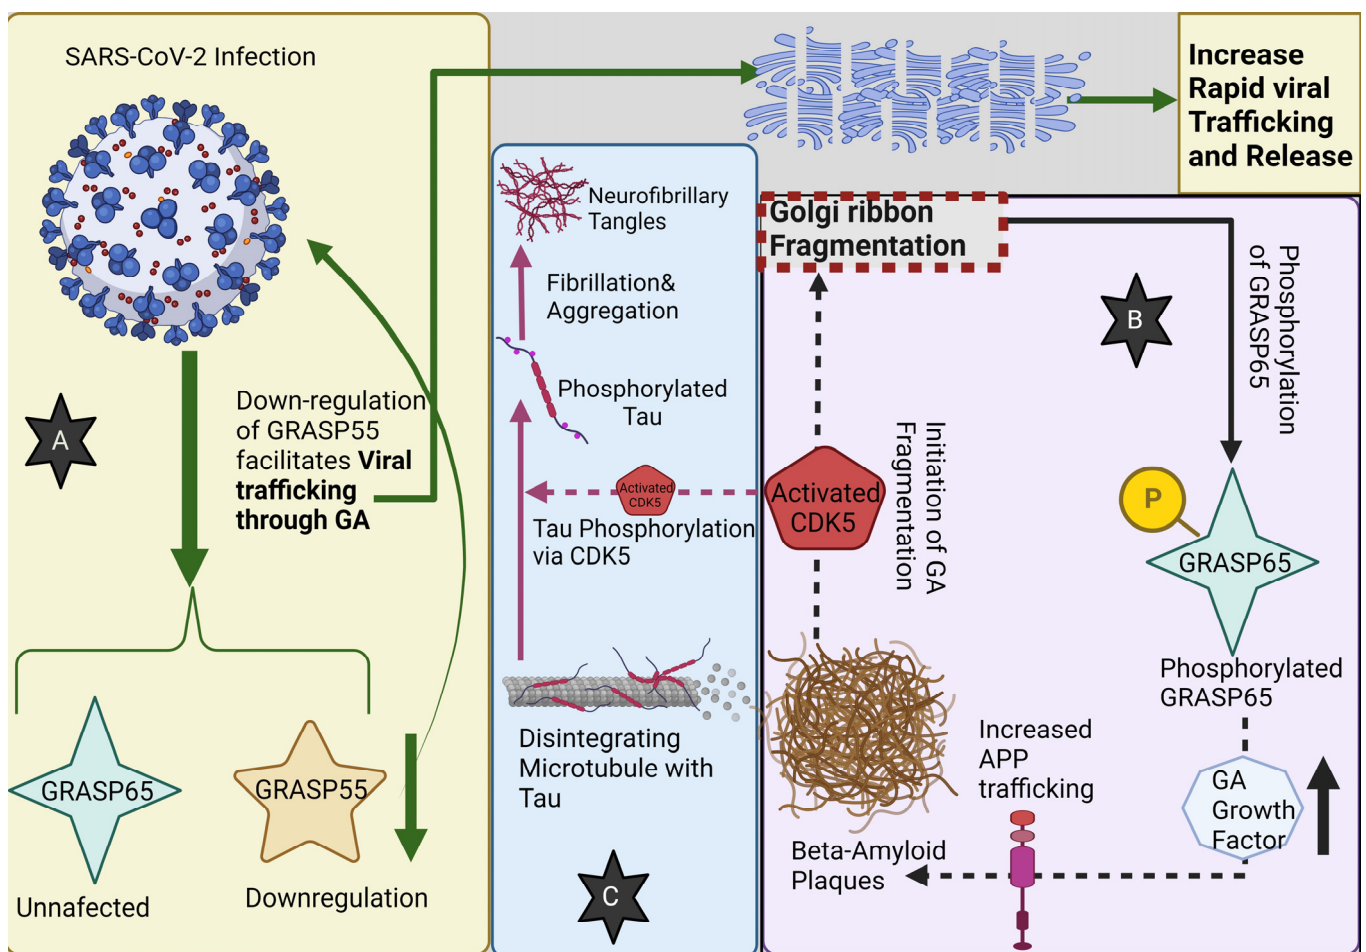 SARS-CoV-2 Infection
A
Down-regulation
of GRASP55
facilitates Viral
trafficking
through GA
GRASP65
Unnafected
GRASP55
Downregulation
Increase
Rapid viral
Trafficking
and Release
Neurofibrillary
Tangles
Fibrillation&
Aggregation
Phosphorylated
Tau
Activated
CDK5
Tau Phosphorylation
via CDK5
Disintegrating
Microtubule with
Tau
C
Golgi ribbon
Fragmentation
B
Phosphorylation
of GRASP65
Activated
CDK5
Initiation of GA
Fragmentation
P
GRASP65
Phosphorylated
GRASP65
GA
Growth
Factor
Increased
APP
trafficking
Beta-Amyloid
Plaques